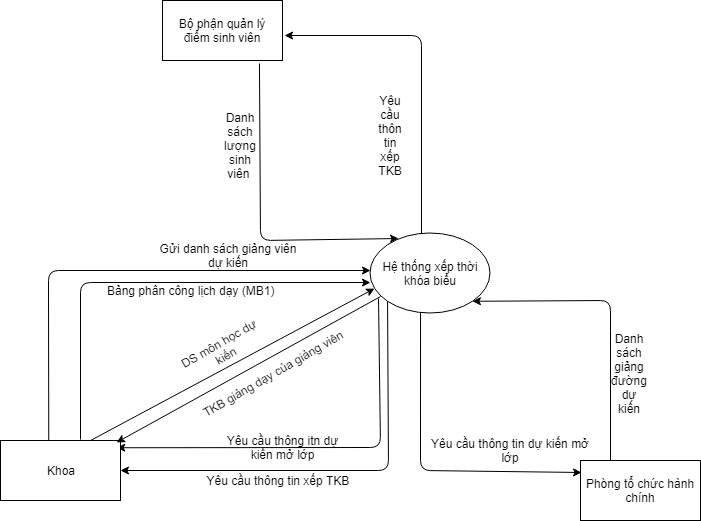 Bộ phận quản lý
điểm sinh viên
Danh
sách
lượng
sinh
viên
Yêu
cầu
thôn
tin
xếp
TKB
Gửi danh sách giảng viên
dự kiến
Hệ thống xếp thời
khóa biểu
Bảng phân công lịch dạy (MB1)
DS môn học dự
kiến
TKB giảng dạy của giảng viên
Danh
sách
giảng
đường
dự
kiến
Yêu cầu thông itn dự
kiến mở lớp
Yêu cầu thông tin dự kiến mở
lớp
Khoa
Yêu cầu thông tin xếp TKB
Phòng tổ chức hành
chính